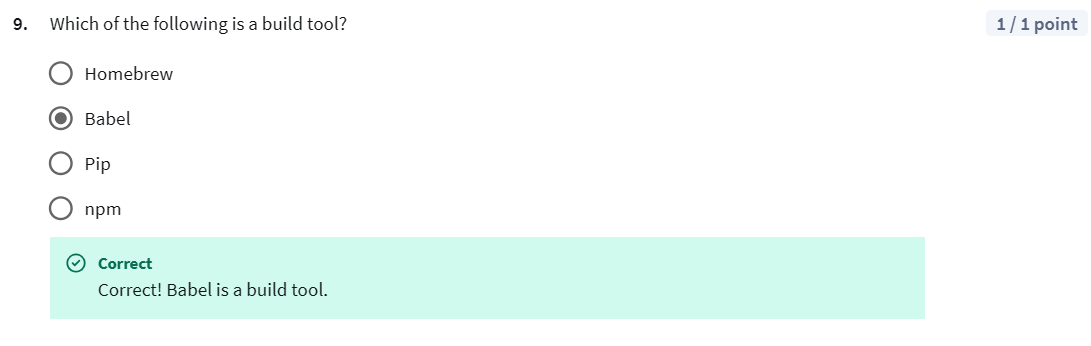 9. Which of the following is a build tool? 1 / 1 point
Homebrew
Babel
Pip
npm
Correct
Correct! Babel is a build tool.